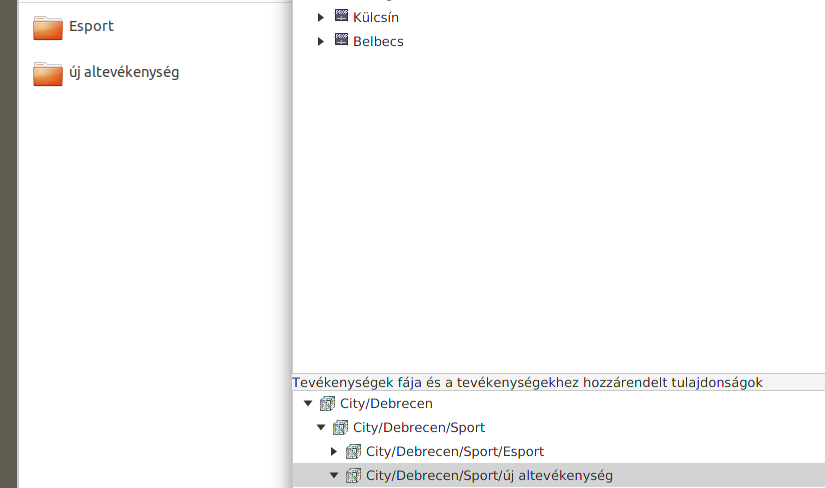 Esport
új altevékenység
Külcsín
Belbecs
Tevékenységek fája és a tevékenységekhez hozzárendelt tulajdonságok
City/Debrecen
City/Debrecen/Sport
City/Debrecen/Sport/Esport
City/Debrecen/Sport/új altevékenység